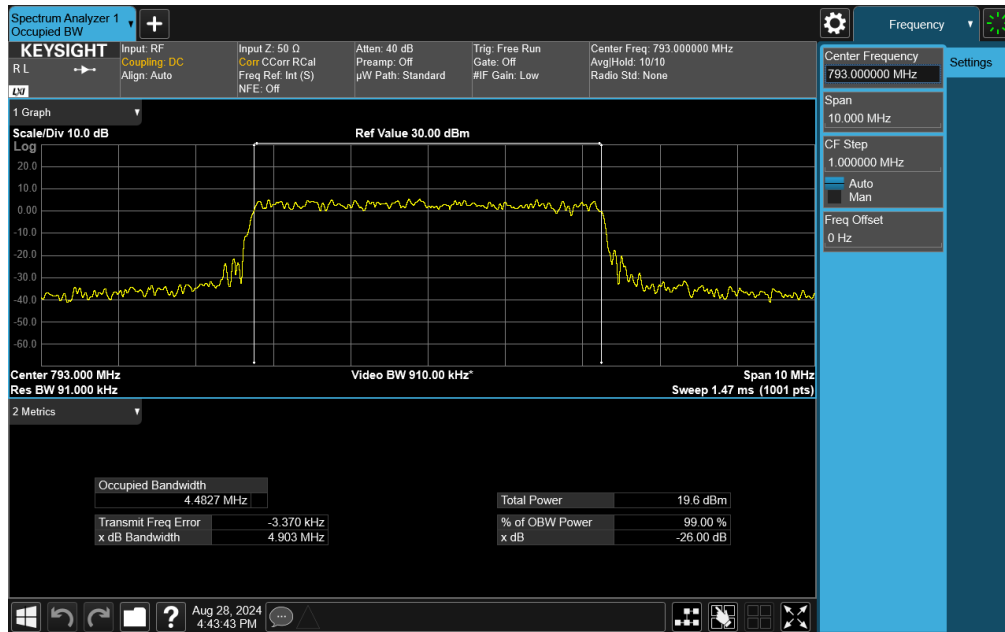 Spectrum Analyzer 1
Occupied BW
Frequency
KEYSIGHT
RL
LXI
Input: RF
Coupling: DC
Align: Auto
Input Z: 50 Ω
Corr CCorr RCal
Freq Ref: Int (S)
NFE: Off
Atten: 40 dB
Preamp: Off
µW Path: Standard
Trig: Free Run
Gate: Off
#IF Gain: Low
Center Freq: 793.000000 MHz
Avg|Hold: 10/10
Radio Std: None
Center Frequency
793.000000 MHz
Settings
Span
10.000 MHz
CF Step
1.000000 MHz
Auto
Man
Freq Offset
0 Hz
1 Graph
Scale/Div 10.0 dB
Ref Value 30.00 dBm
Log
20.0
10.0
0.00
-10.0
-20.0
-30.0
-40.0
-50.0
-60.0
Center 793.000 MHz
Video BW 910.00 kHz*
Span 10 MHz
Res BW 91.000 kHz
Sweep 1.47 ms (1001 pts)
2 Metrics
Occupied Bandwidth
4.4827 MHz
Total Power 19.6 dBm
Transmit Freq Error -3.370 kHz
% of OBW Power 99.00 %
x dB Bandwidth 4.903 MHz
x dB -26.00 dB
?
Aug 28, 2024
4:43:43 PM